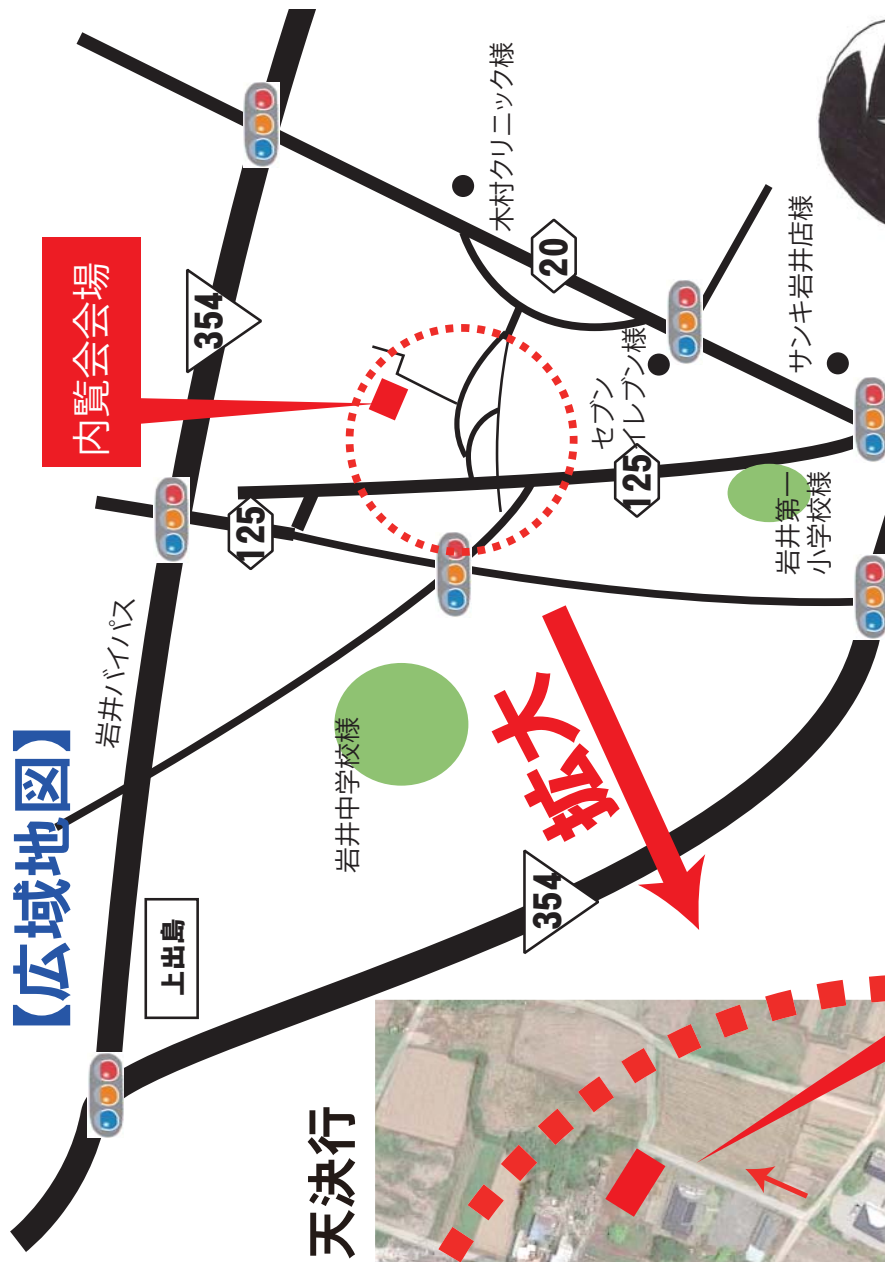 【広域地図】
岩井バイパス
上出島
354
内覧会会場
125
岩井中学校様
木村クリニック様
20
セブン
イレブン様
125
サンキ岩井店様
岩井第一
小学校様
拡大
354
天決行